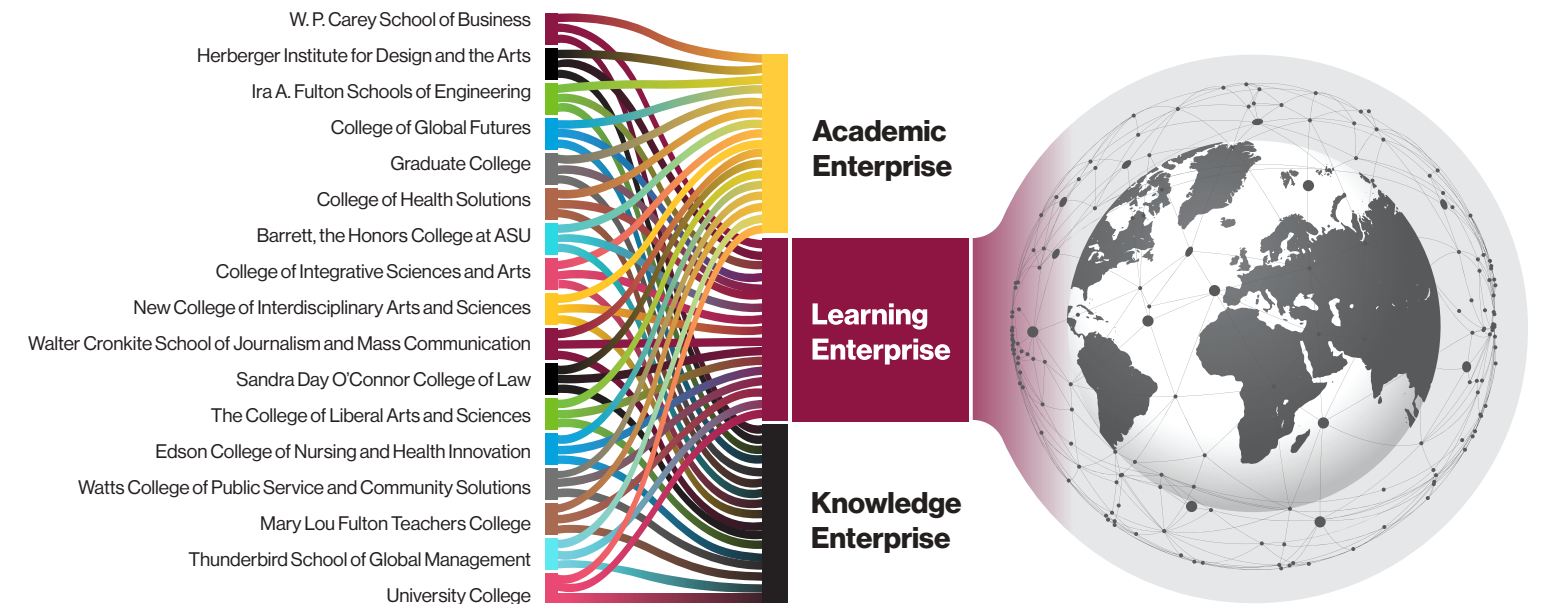 W. P. Carey School of Business
Herberger Institute for Design and the Arts
Ira A. Fulton Schools of Engineering
College of Global Futures
Graduate College
College of Health Solutions
Barrett, the Honors College at ASU
College of Integrative Sciences and Arts
New College of Interdisciplinary Arts and Sciences
Walter Cronkite School of Journalism and Mass Communication
Sandra Day O’Connor College of Law
The College of Liberal Arts and Sciences
Edson College of Nursing and Health Innovation
Watts College of Public Service and Community Solutions
Mary Lou Fulton Teachers College
Thunderbird School of Global Management
University College
Academic
Enterprise
Learning
Enterprise
Knowledge
Enterprise